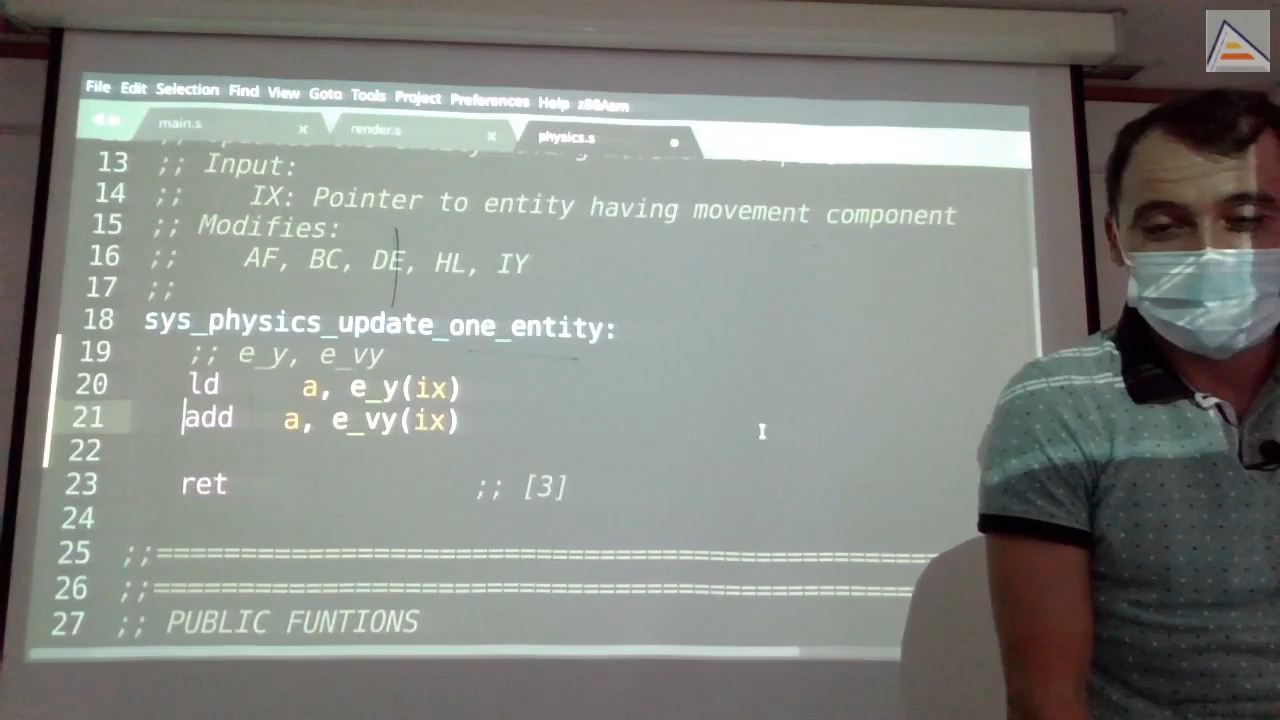 File Edit Selection Find View Goto Tools Project Preferences Help z80Asm
main.s × render.s × physics.s
13 ;; Input:
14 ;; IX: Pointer to entity having movement component
15 ;; Modifies:
16 ;; AF, BC, DE, HL, IY
17 ;;
18 sys_physics_update_one_entity:
19 ;; e_y, e_vy
20 ld a, e_y(ix)
21 add a, e_vy(ix)
22
23 ret ;; [3]
24
25 ;;==================================================
26 ;;==================================================
27 ;; PUBLIC FUNTIONS